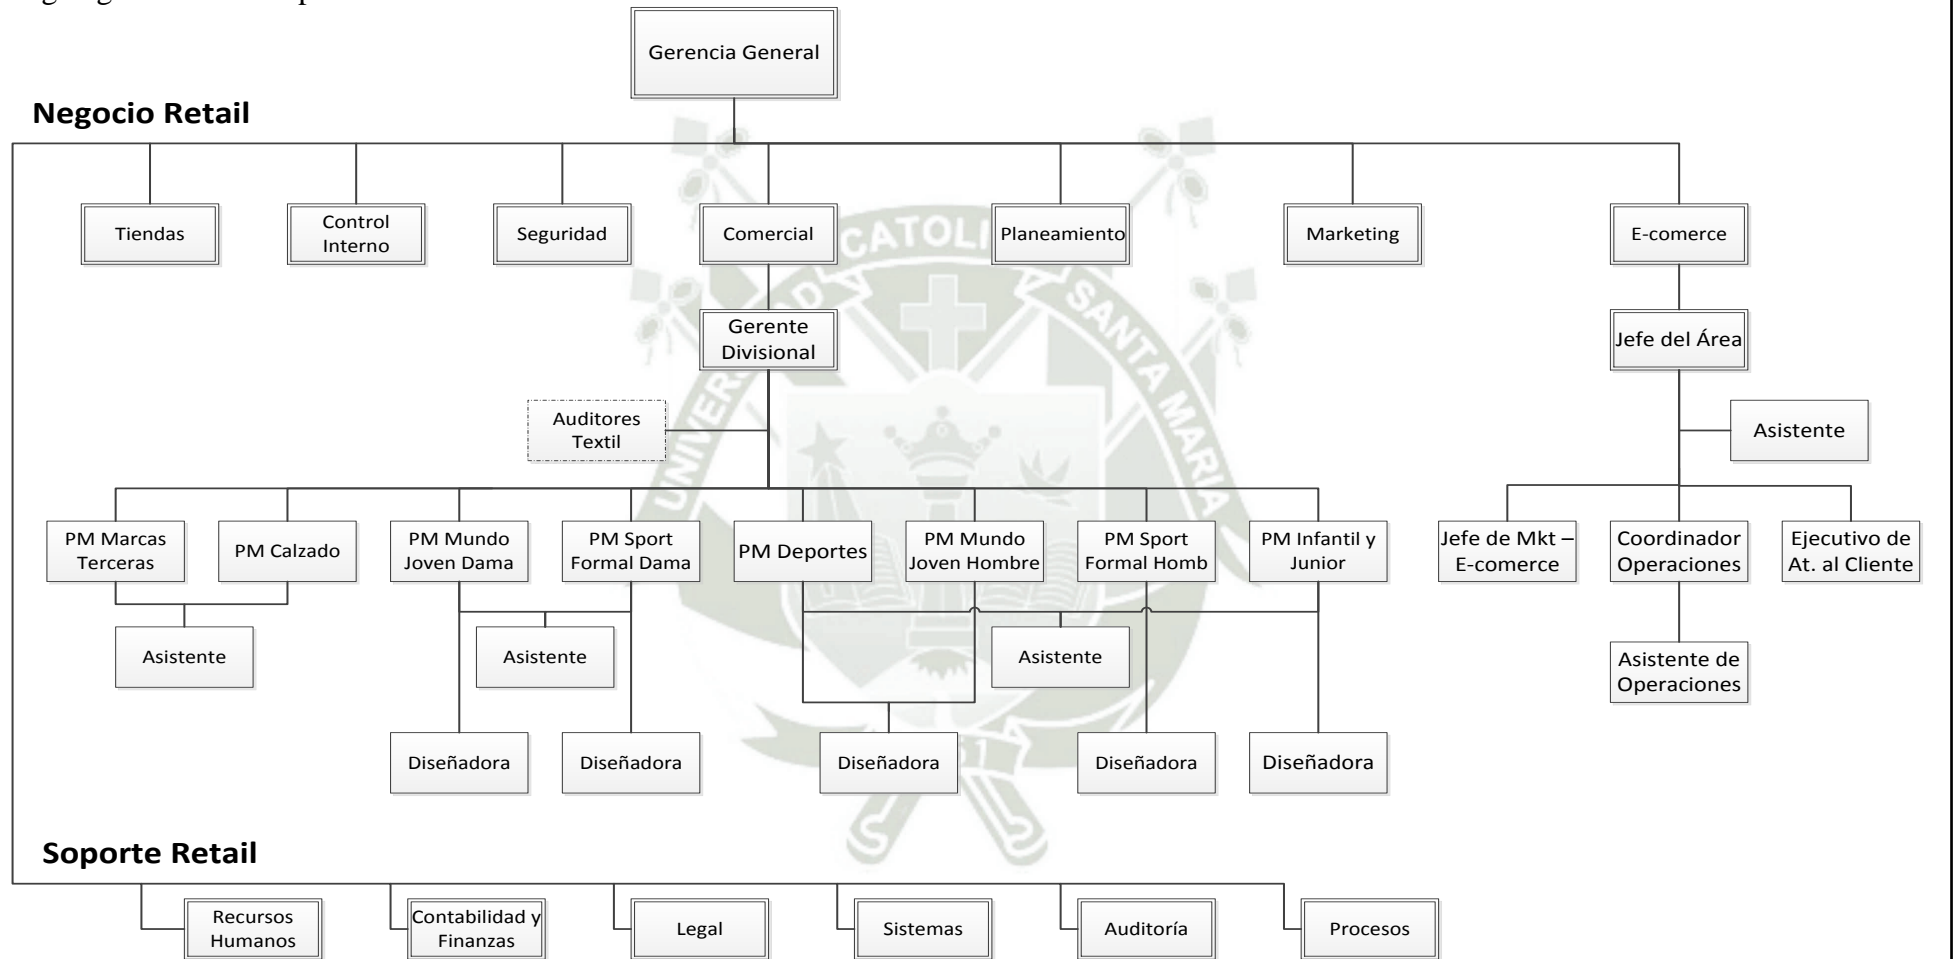 Gerencia General
Negocio Retail
Tiendas
Control
Interno
Seguridad
Comercial
Planeamiento
Marketing
E-comerce
Gerente
Divisional
Jefe del Área
Auditores
Textil
Asistente
PM Marcas
Terceras
PM Calzado
PM Mundo
Joven Dama
PM Sport
Formal Dama
PM Deportes
PM Mundo
Joven Hombre
PM Sport
Formal Homb
PM Infantil y
Junior
Jefe de Mkt –
E-comerce
Coordinador
Operaciones
Ejecutivo de
At. al Cliente
Asistente
Asistente
Asistente
Asistente de
Operaciones
Diseñadora
Diseñadora
Diseñadora
Diseñadora
Diseñadora
Soporte Retail
Recursos
Humanos
Contabilidad y
Finanzas
Legal
Sistemas
Auditoría
Procesos